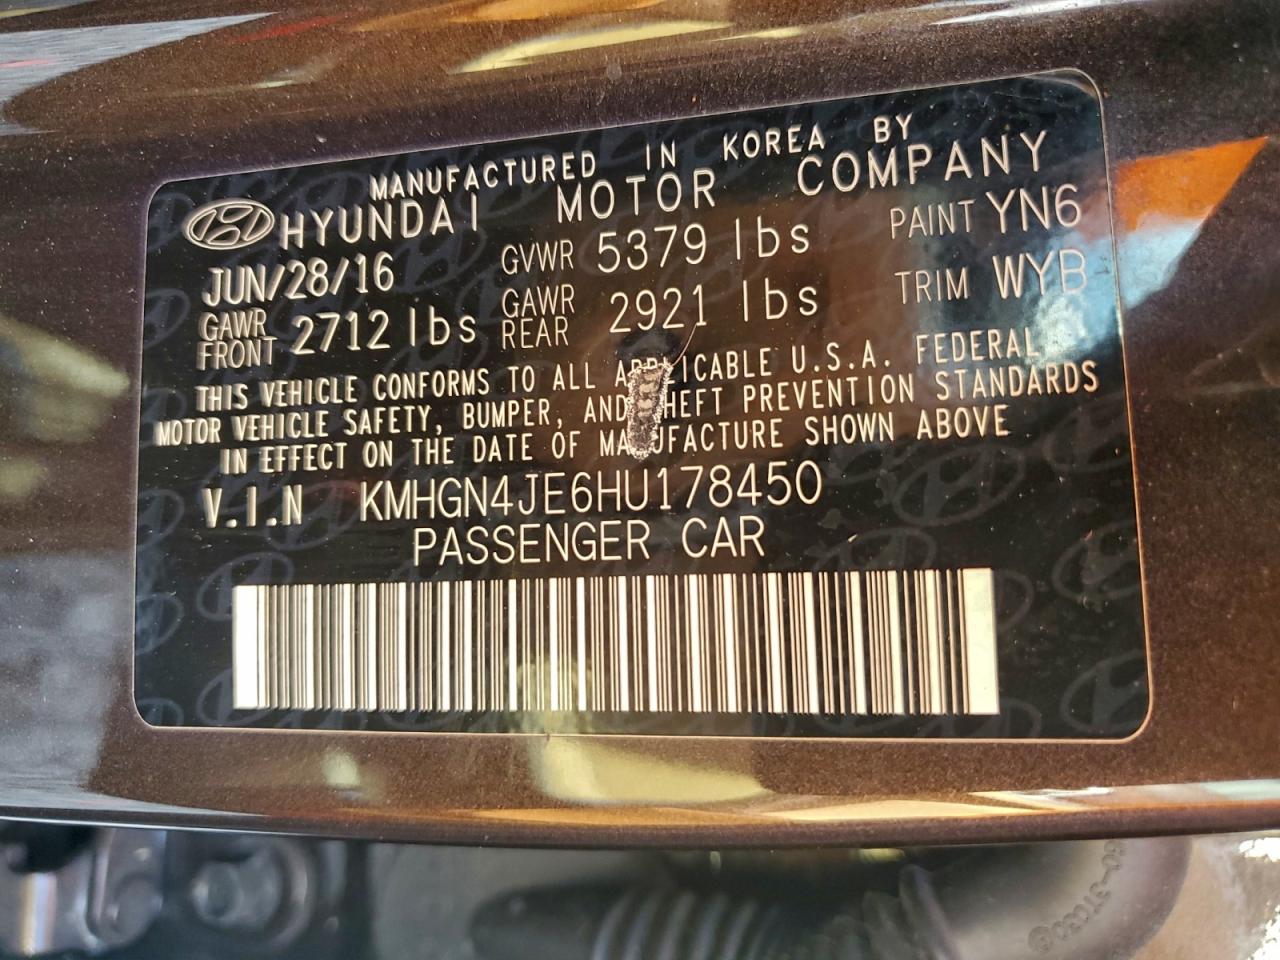 MANUFACTURED IN KOREA BY
HYUNDAI MOTOR COMPANY
JUN/28/16 GVWR 5379 lbs PAINT YN6
GAWR FRONT 2712 lbs GAWR REAR 2921 lbs TRIM WYB
THIS VEHICLE CONFORMS TO ALL APPLICABLE U.S.A. FEDERAL
MOTOR VEHICLE SAFETY, BUMPER, AND THEFT PREVENTION STANDARDS
IN EFFECT ON THE DATE OF MANUFACTURE SHOWN ABOVE
V.I.N KMHGN4JE6HU178450
PASSENGER CAR